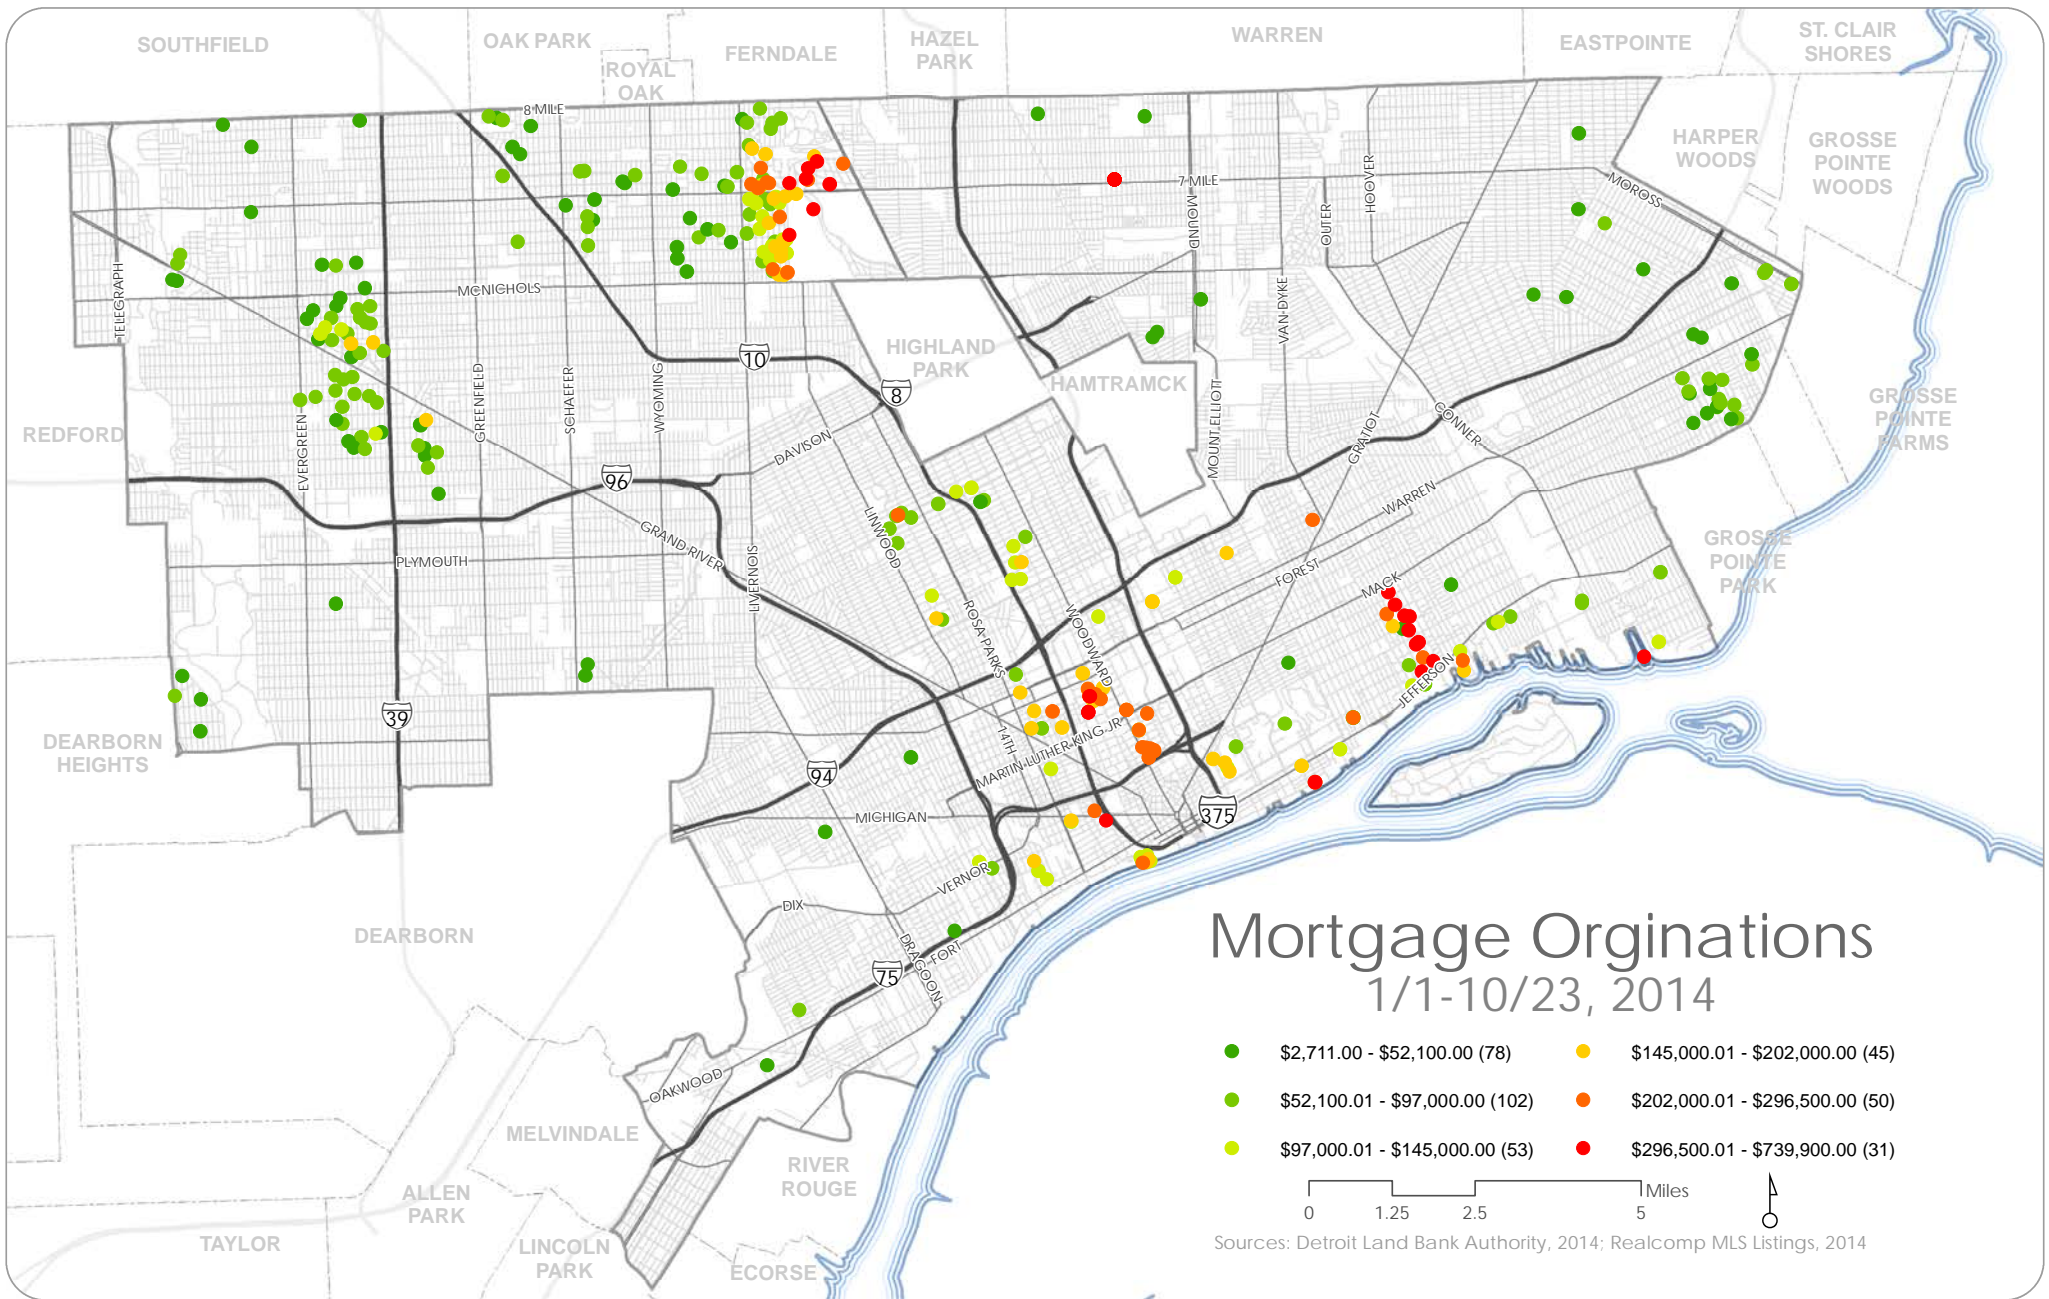 SOUTHFIELD
OAK PARK
ROYAL
OAK
FERNDALE
HAZEL
PARK
WARREN
EASTPOINTE
ST. CLAIR
SHORES
8 MILE
HARPER
WOODS
GROSSE
POINTE
WOODS
7 MILE
MOROSS
HOOVER
OUTER
MOUND
TELEGRAPH
MCNICHOLS
VAN DYKE
10
HIGHLAND
PARK
8
HAMTRAMCK
MOUNT ELLIOTT
GREENFIELD
SCHAEFER
WYOMING
EVERGREEN
REDFORD
DAVISON
GRATIOT
CONNER
GROSSE
POINTE
FARMS
96
GRAND RIVER
LINWOOD
WARREN
PLYMOUTH
LIVERNOIS
FOREST
MACK
GROSSE
POINTE
PARK
ROSA PARKS
WOODWARD
JEFFERSON
39
14TH
MARTIN LUTHER KING JR
DEARBORN
HEIGHTS
94
MICHIGAN
375
VERNOR
DIX
DEARBORN
DRAGOON
FORT
75
OAKWOOD
MELVINDALE
RIVER
ROUGE
ALLEN
PARK
TAYLOR
LINCOLN
PARK
ECORSE
Mortgage Orginations
1/1-10/23, 2014
$2,711.00 - $52,100.00 (78)
$145,000.01 - $202,000.00 (45)
$52,100.01 - $97,000.00 (102)
$202,000.01 - $296,500.00 (50)
$97,000.01 - $145,000.00 (53)
$296,500.01 - $739,900.00 (31)
Miles
0 1.25 2.5 5
Sources: Detroit Land Bank Authority, 2014; Realcomp MLS Listings, 2014